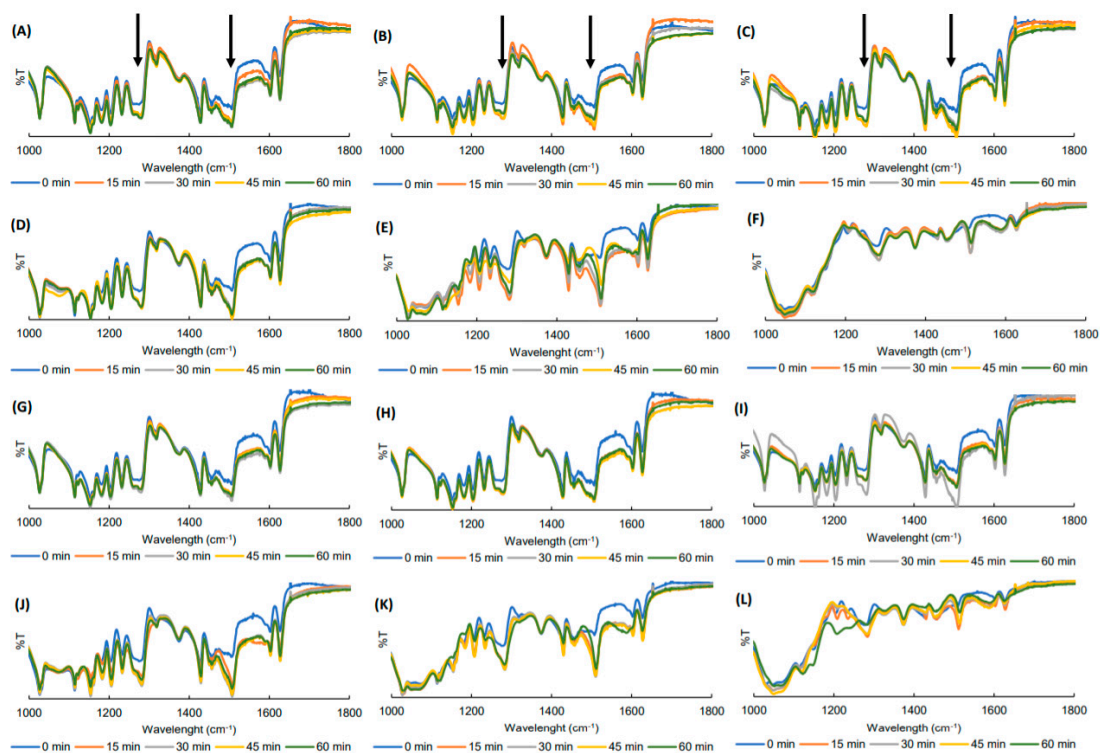 (A)
%T
1000 1200 1400 1600 1800
Wavelength (cm⁻¹)
0 min 15 min 30 min 45 min 60 min
(B)
%T
1000 1200 1400 1600 1800
Wavelength (cm⁻¹)
0 min 15 min 30 min 45 min 60 min
(C)
%T
1000 1200 1400 1600 1800
Wavelength (cm⁻¹)
0 min 15 min 30 min 45 min 60 min
(D)
%T
1000 1200 1400 1600 1800
Wavelength (cm⁻¹)
0 min 15 min 30 min 45 min 60 min
(E)
%T
1000 1200 1400 1600 1800
Wavelenght (cm⁻¹)
0 min 15 min 30 min 45 min 60 min
(F)
%T
1000 1200 1400 1600 1800
Wavelength (cm⁻¹)
0 min 15 min 30 min 45 min 60 min
(G)
%T
1000 1200 1400 1600 1800
Wavelenght (cm⁻¹)
0 min 15 min 30 min 45 min 60 min
(H)
%T
1000 1200 1400 1600 1800
Wavelenght (cm⁻¹)
0 min 15 min 30 min 45 min 60 min
(I)
%T
1000 1200 1400 1600 1800
Wavelenght (cm⁻¹)
0 min 15 min 30 min 45 min 60 min
(J)
%T
1000 1200 1400 1600 1800
Wavelenght (cm⁻¹)
0 min 15 min 30 min 45 min 60 min
(K)
%T
1000 1200 1400 1600 1800
Wavelenght (cm⁻¹)
0 min 15 min 30 min 45 min 60 min
(L)
%T
1000 1200 1400 1600 1800
Wavelenght (cm⁻¹)
0 min 15 min 30 min 45 min 60 min